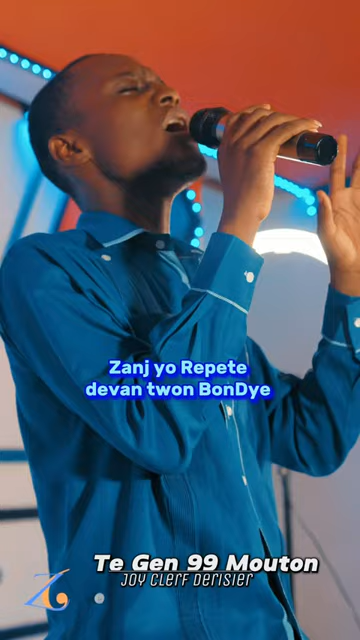 Zanj yo Repete
devan twon BonDye
Te Gen 99 Mouton
Joy Clerf Derisier